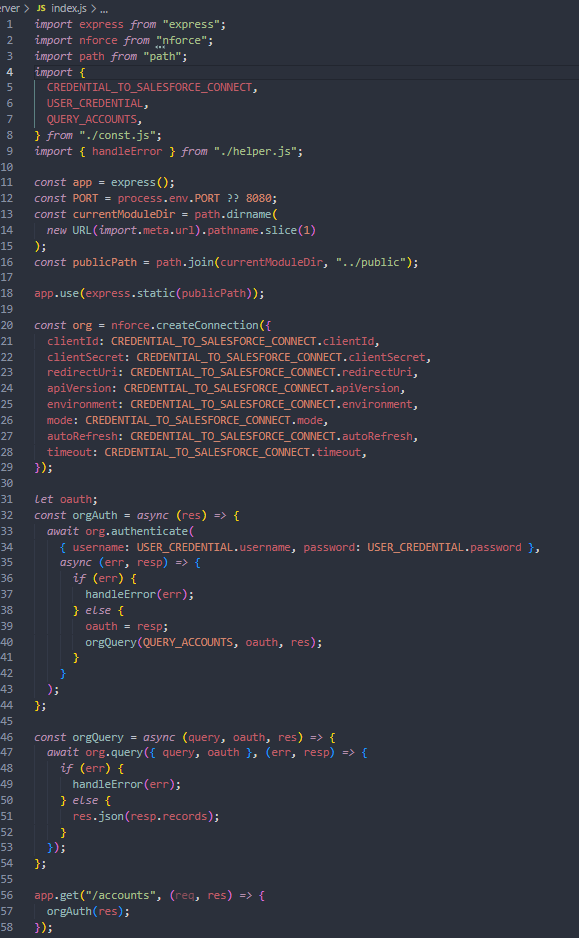 erver > JS index.js > ...
1 import express from "express";
2 import nforce from "nforce";
3 import path from "path";
4 import {
5 CREDENTIAL_TO_SALESFORCE_CONNECT,
6 USER_CREDENTIAL,
7 QUERY_ACCOUNTS,
8 } from "./const.js";
9 import { handleError } from "./helper.js";
10
11 const app = express();
12 const PORT = process.env.PORT ?? 8080;
13 const currentModuleDir = path.dirname(
14 new URL(import.meta.url).pathname.slice(1)
15 );
16 const publicPath = path.join(currentModuleDir, "../public");
17
18 app.use(express.static(publicPath));
19
20 const org = nforce.createConnection({
21 clientId: CREDENTIAL_TO_SALESFORCE_CONNECT.clientId,
22 clientSecret: CREDENTIAL_TO_SALESFORCE_CONNECT.clientSecret,
23 redirectUri: CREDENTIAL_TO_SALESFORCE_CONNECT.redirectUri,
24 apiVersion: CREDENTIAL_TO_SALESFORCE_CONNECT.apiVersion,
25 environment: CREDENTIAL_TO_SALESFORCE_CONNECT.environment,
26 mode: CREDENTIAL_TO_SALESFORCE_CONNECT.mode,
27 autoRefresh: CREDENTIAL_TO_SALESFORCE_CONNECT.autoRefresh,
28 timeout: CREDENTIAL_TO_SALESFORCE_CONNECT.timeout,
29 });
30
31 let oauth;
32 const orgAuth = async (res) => {
33 await org.authenticate(
34 { username: USER_CREDENTIAL.username, password: USER_CREDENTIAL.password },
35 async (err, resp) => {
36 if (err) {
37 handleError(err);
38 } else {
39 oauth = resp;
40 orgQuery(QUERY_ACCOUNTS, oauth, res);
41 }
42 }
43 );
44 };
45
46 const orgQuery = async (query, oauth, res) => {
47 await org.query({ query, oauth }, (err, resp) => {
48 if (err) {
49 handleError(err);
50 } else {
51 res.json(resp.records);
52 }
53 });
54 };
55
56 app.get("/accounts", (req, res) => {
57 orgAuth(res);
58 });